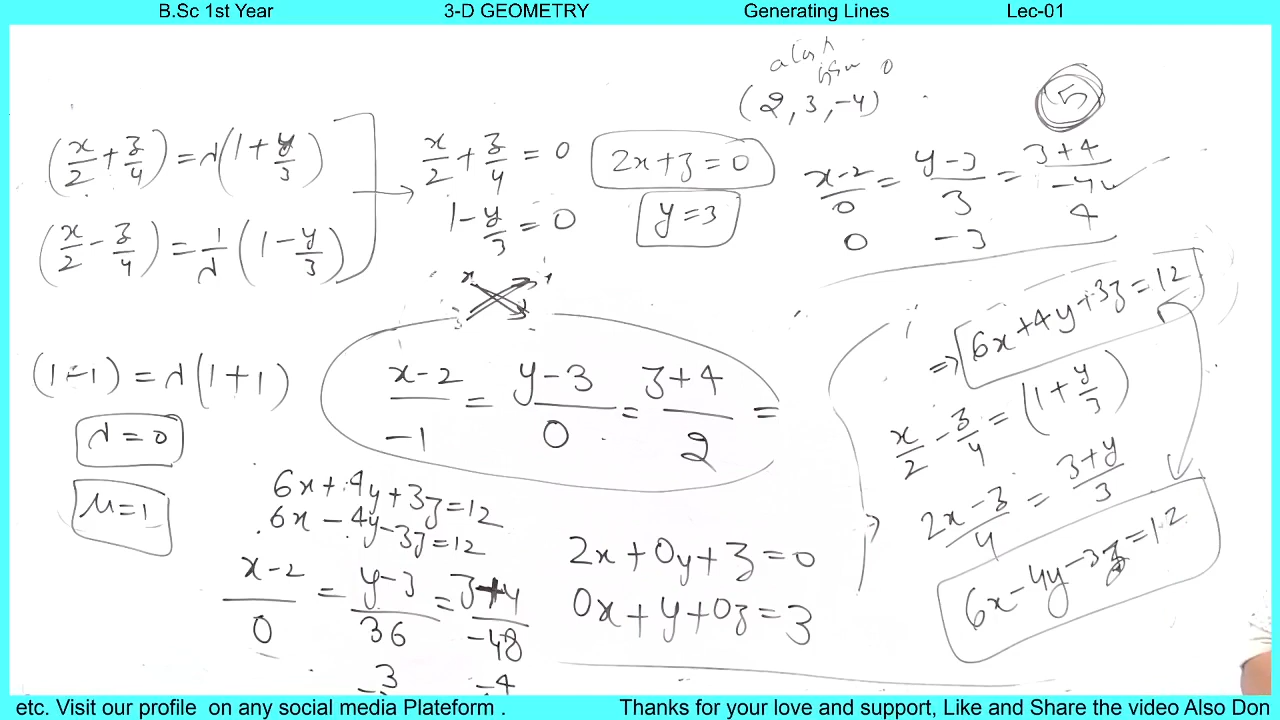 B.Sc 1st Year 3-D GEOMETRY Generating Lines Lec-01
(2, 3, -4)
5
(x/2 + z/4) = λ(1 + y/3)
(x/2 - z/4) = 1/λ (1 - y/3)
x/2 + z/4 = 0
1 - y/3 = 0
2x + z = 0
y = 3
x-2/0 = y-3/3 = z+4/-4
0 -3 4
(1-1) = λ(1+1)
λ = 0
μ = 1
x-2/-1 = y-3/0 = z+4/2 =
6x + 4y + 3z = 12
6x - 4y - 3z = 12
x-2/0 = y-3/36 = z+4/-48
-3 -4
2x + 0y + z = 0
0x + y + 0z = 3
⇒ 6x + 4y + 3z = 12
x/2 - z/4 = (1 + y/3)
2x - z/4 = 3+y/3
6x - 4y - 3z = 12
etc. Visit our profile on any social media Plateform . Thanks for your love and support, Like and Share the video Also Don